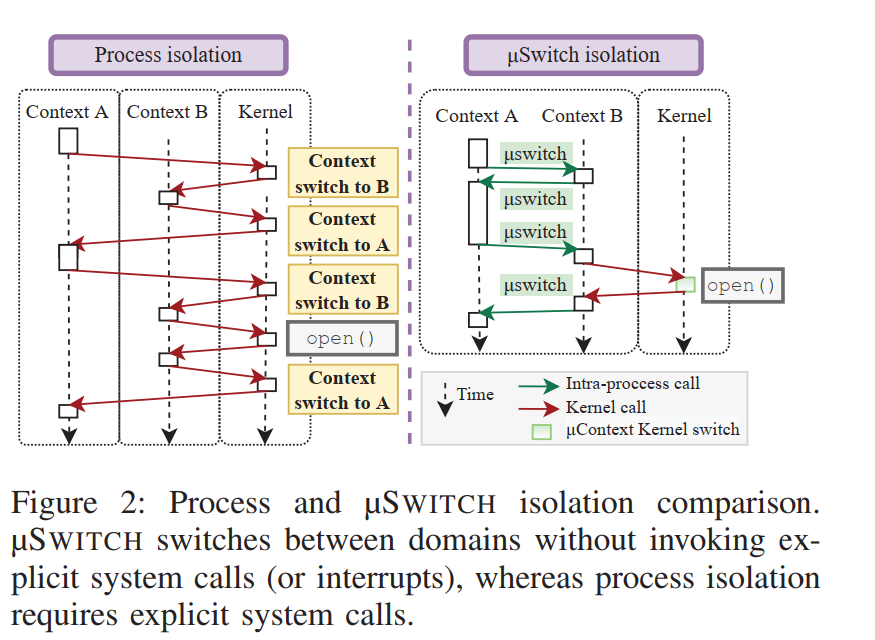 Process isolation
Context A
Context B
Kernel
Context
switch to B
Context
switch to A
Context
switch to B
open()
Context
switch to A
µSwitch isolation
Context A
Context B
Kernel
µswitch
µswitch
µswitch
µswitch
open()
Time
Intra-proccess call
Kernel call
µContext Kernel switch
Figure 2: Process and µSWITCH isolation comparison.
µSWITCH switches between domains without invoking ex-
plicit system calls (or interrupts), whereas process isolation
requires explicit system calls.